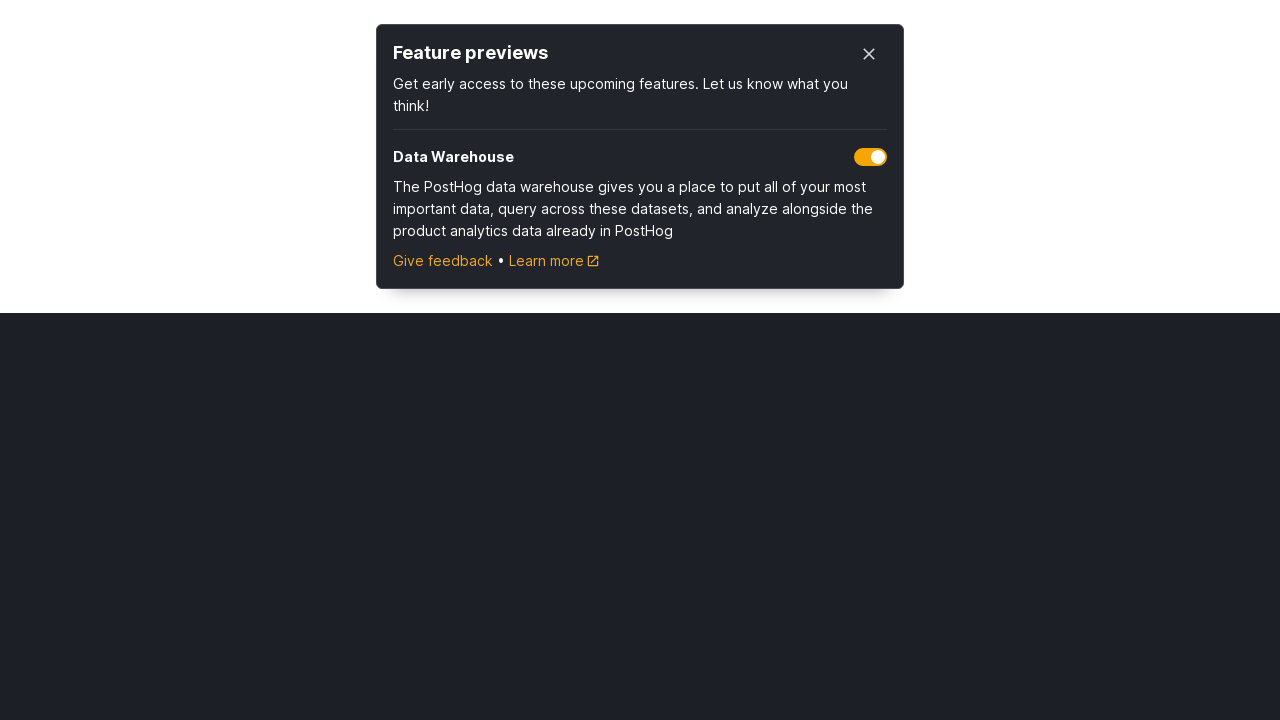 Feature previews
Get early access to these upcoming features. Let us know what you
think!
Data Warehouse
The PostHog data warehouse gives you a place to put all of your most
important data, query across these datasets, and analyze alongside the
product analytics data already in PostHog
Give feedback • Learn more